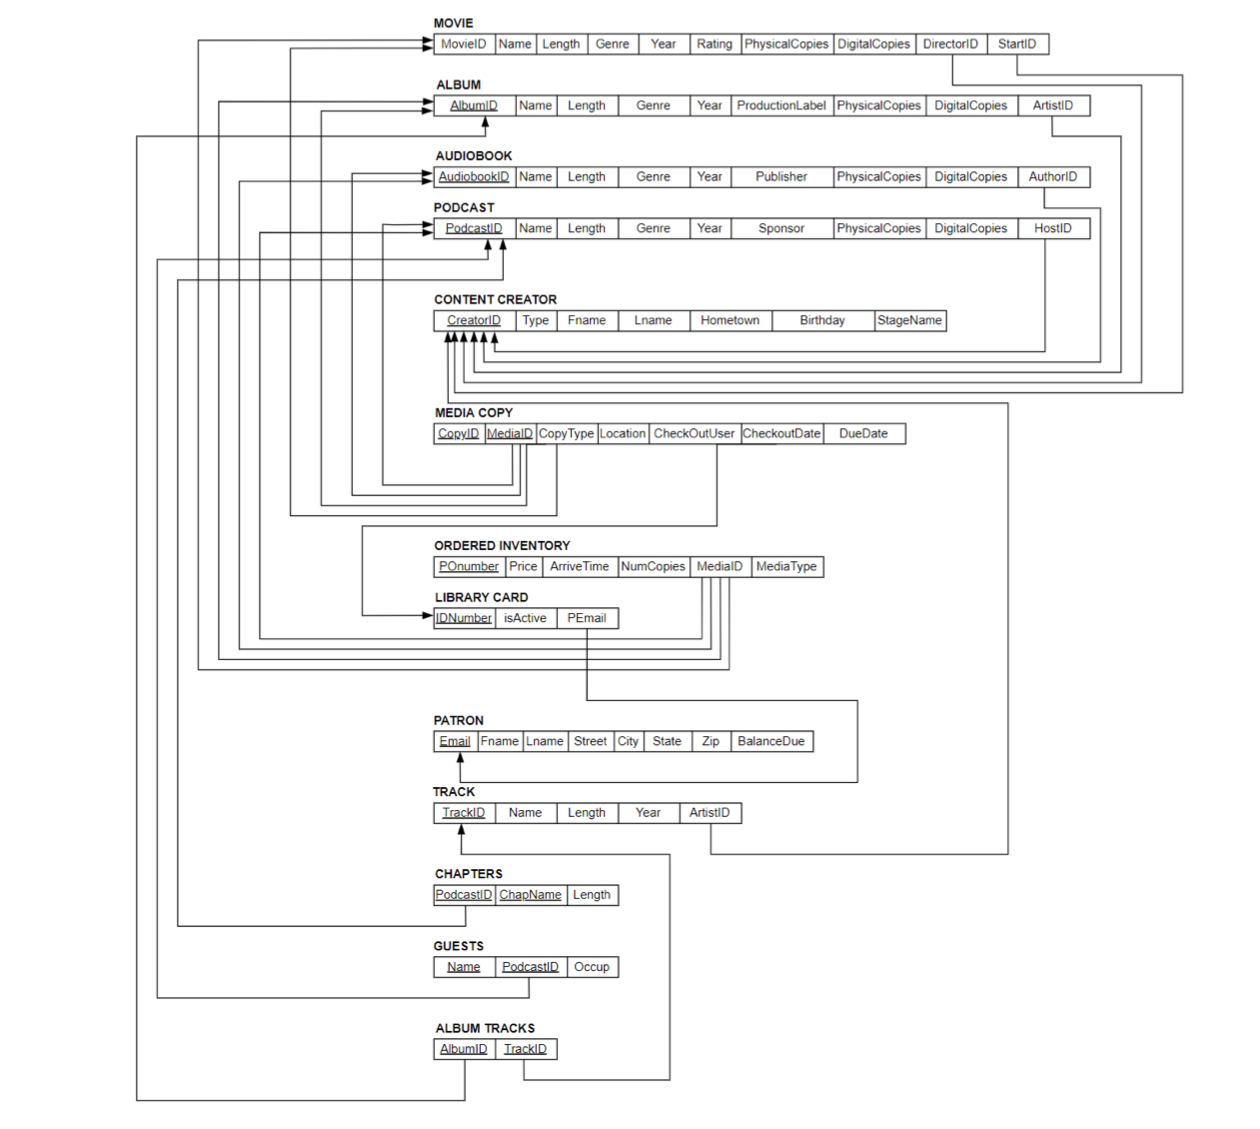 MOVIE
MovieID Name Length Genre Year Rating PhysicalCopies DigitalCopies DirectorID StartID
ALBUM
AlbumID Name Length Genre Year ProductionLabel PhysicalCopies DigitalCopies ArtistID
AUDIOBOOK
AudiobookID Name Length Genre Year Publisher PhysicalCopies DigitalCopies AuthorID
PODCAST
PodcastID Name Length Genre Year Sponsor PhysicalCopies DigitalCopies HostID
CONTENT CREATOR
CreatorID Type Fname Lname Hometown Birthday StageName
MEDIA COPY
CopyID MediaID CopyType Location CheckOutUser CheckoutDate DueDate
ORDERED INVENTORY
POnumber Price ArriveTime NumCopies MediaID MediaType
LIBRARY CARD
IDNumber isActive PEmail
PATRON
Email Fname Lname Street City State Zip BalanceDue
TRACK
TrackID Name Length Year ArtistID
CHAPTERS
PodcastID ChapName Length
GUESTS
Name PodcastID Occup
ALBUM TRACKS
AlbumID TrackID